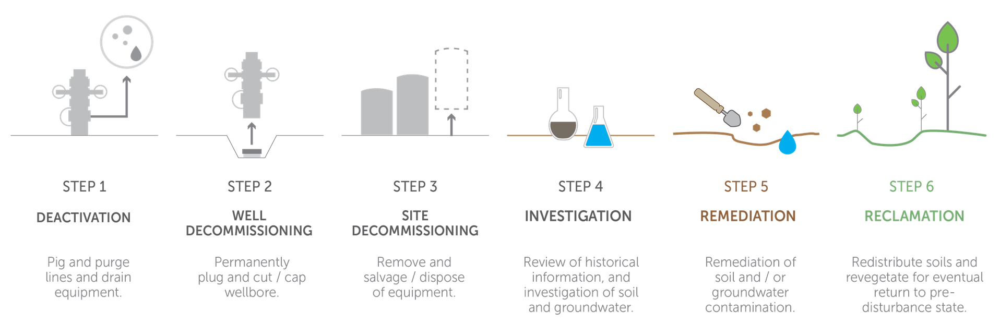 STEP 1
DEACTIVATION
Pig and purge
lines and drain
equipment.
STEP 2
WELL
DECOMMISSIONING
Permanently
plug and cut / cap
wellbore.
STEP 3
SITE
DECOMMISSIONING
Remove and
salvage / dispose
of equipment.
STEP 4
INVESTIGATION
Review of historical
information, and
investigation of soil
and groundwater.
STEP 5
REMEDIATION
Remediation of
soil and / or
groundwater
contamination.
STEP 6
RECLAMATION
Redistribute soils and
revegetate for eventual
return to pre-
disturbance state.